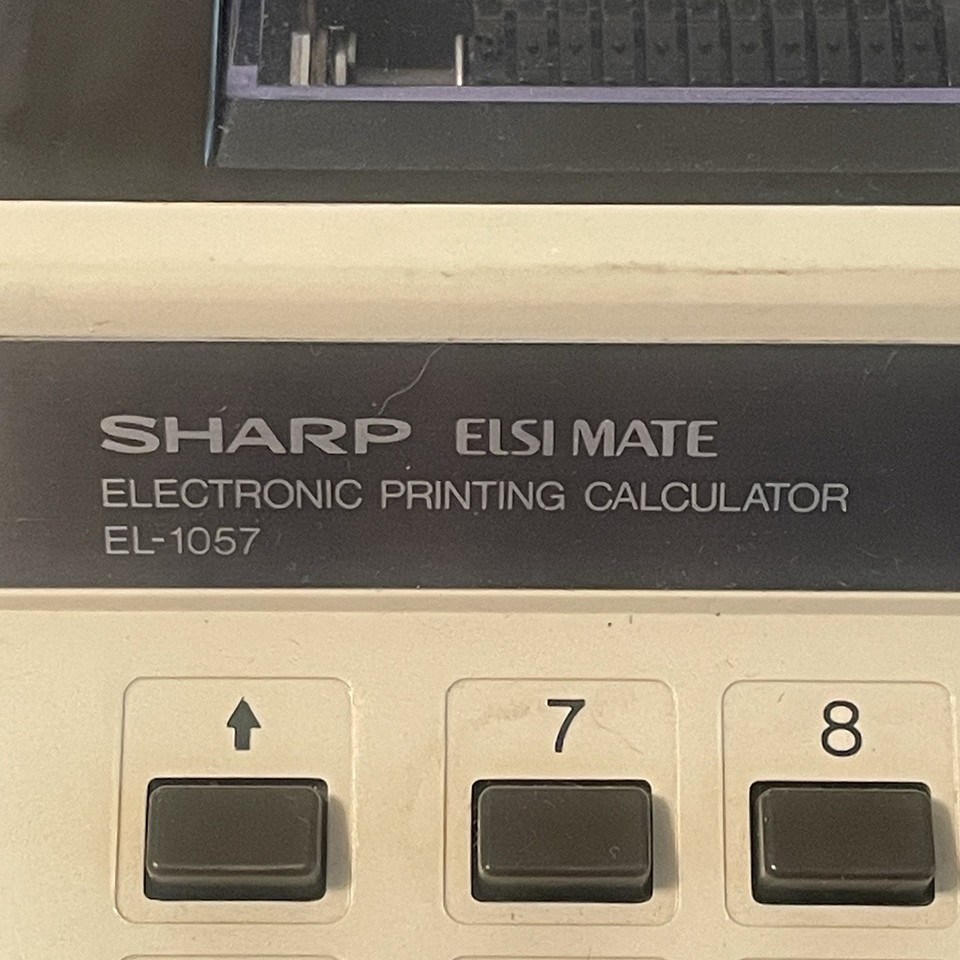 SHARP ELSI MATE
ELECTRONIC PRINTING CALCULATOR
EL-1057
7 8